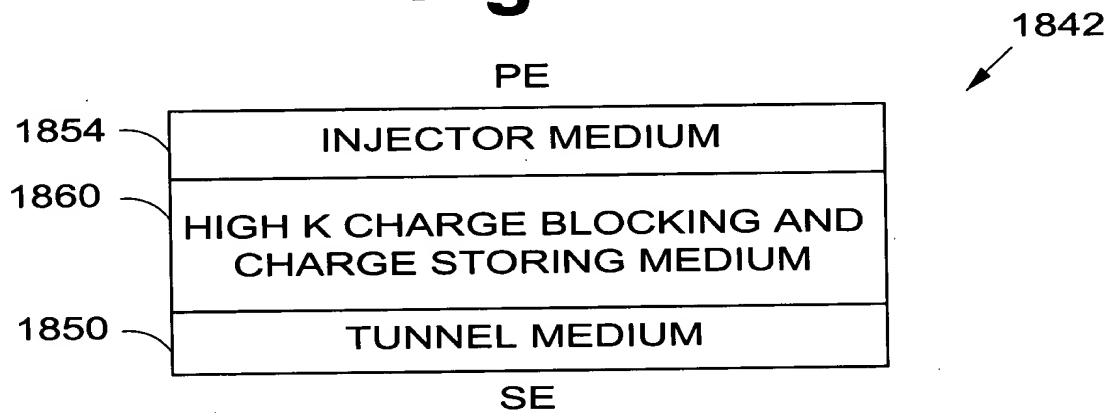 1842
PE
1854
INJECTOR MEDIUM
1860
HIGH K CHARGE BLOCKING AND
CHARGE STORING MEDIUM
1850
TUNNEL MEDIUM
SE